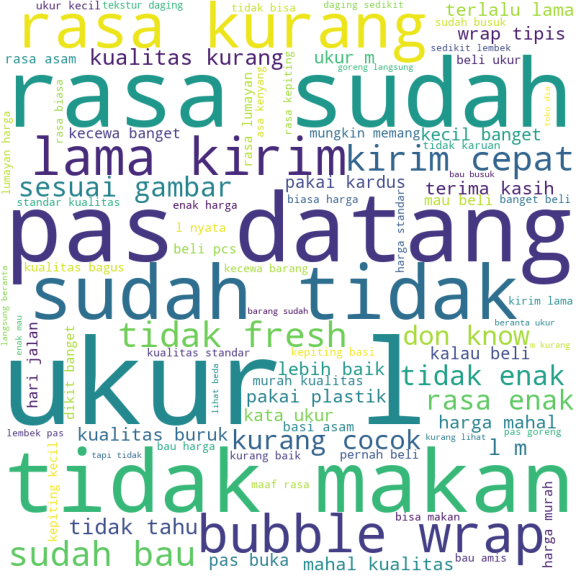 ukur kecil
tekstur daging
tidak bisa
daging sedikit
terlalu lama
rasa kurang
sudah busuk
wrap tipis
rasa asam
kualitas kurang
ukur m
sedikit lembek
beli ukur
goreng langsung
rasa sudah
toko dsa
lumayan harga
rasa biasa
rasa lumayan
asa kenyang
rasa kepiting
kecewa banget
mungkin memang
kecil banget
lama kirim
tidak karuan
kirim cepat
bau busuk
sesuai gambar
pakai kardus
terima kasih
standar kualitas
enak harga
biasa harga
harga standar
mau beli
banget beli
pas datang
l nyata
beli pcs
kualitas bagus
kecewa barang
sudah tidak
kirim lama
langsung beranta
barang sudah
beranta ukur
enak mau
hari jalan
dikit banget
tidak fresh
don know
m kurang
kualitas standar
kepiting basi
kalau beli
ukur l
lihat beda
lebih baik
murah kualitas
tidak enak
pakai plastik
rasa enak
kata ukur
harga mahal
lembek pas
kualitas buruk
basi asam
kurang cocok
kurang lihat
pas goreng
bau harga
l m
kepiting kecil
tapi tidak
kurang baik
pernah beli
tidak makan
maaf rasa
harga murah
tidak tahu
bubble wrap
bisa makan
sudah bau
pas buka
mahal kualitas
bau amis